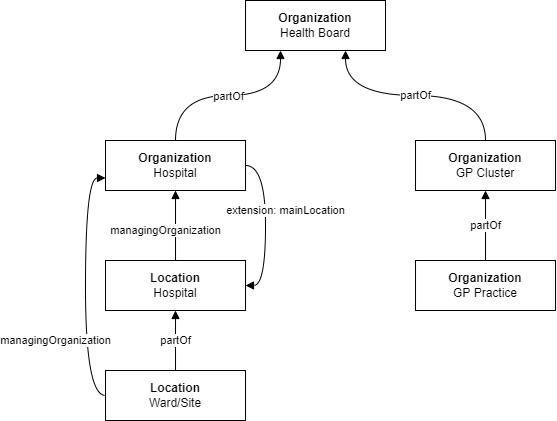 Organization
Health Board
partOf
partOf
Organization
Hospital
Organization
GP Cluster
extension: mainLocation
managingOrganization
partOf
Location
Hospital
Organization
GP Practice
managingOrganization
partOf
Location
Ward/Site